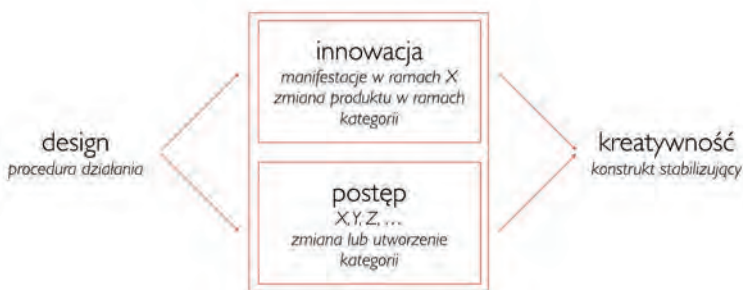 innowacja
manifestacje w ramach X
zmiana produktu w ramach
kategorii
design
procedura działania
kreatywność
konstrukt stabilizujący
postęp
X, Y, Z, ...
zmiana lub utworzenie
kategorii